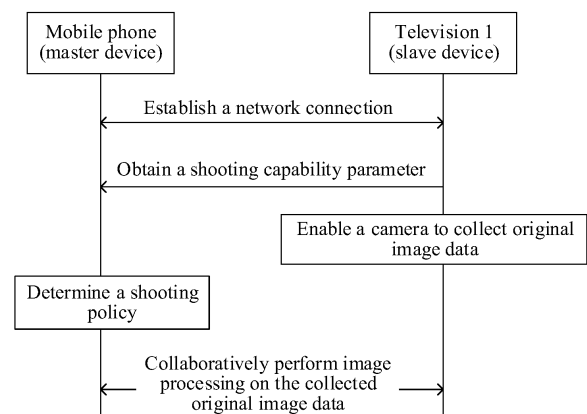 Mobile phone
(master device)
Television 1
(slave device)
Establish a network connection
Obtain a shooting capability parameter
Enable a camera to collect original
image data
Determine a shooting
policy
Collaboratively perform image
processing on the collected
original image data